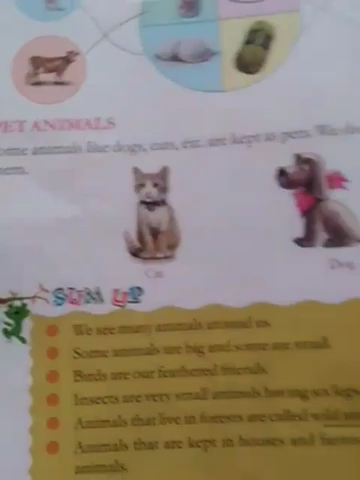 PET ANIMALS
ome animals like dogs, cats, etc. are kept as pets. We
em.
Cat
Dog
SUM UP
We see many animals around us.
Some animals are big and some are small.
Birds are our feathered friends.
Insects are very small animals having six legs
Animals that live in forests are called wild
Animals that are kept in houses and farms
animals.